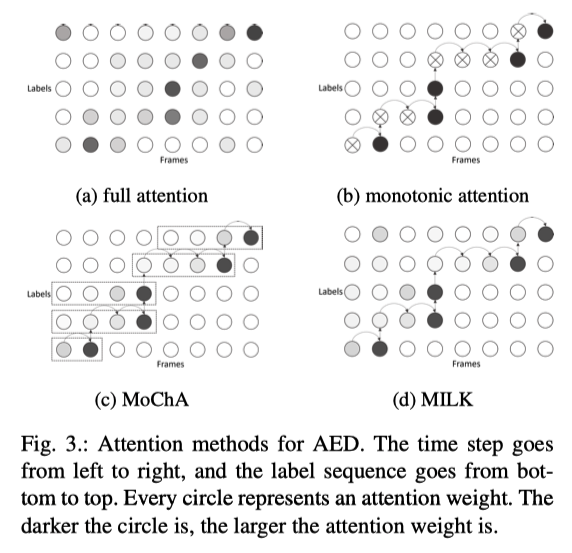 Labels
Frames
(a) full attention
Labels
Frames
(b) monotonic attention
Labels
Frames
(c) MoChA
Labels
Frames
(d) MILK
Fig. 3.: Attention methods for AED. The time step goes
from left to right, and the label sequence goes from bot-
tom to top. Every circle represents an attention weight. The
darker the circle is, the larger the attention weight is.